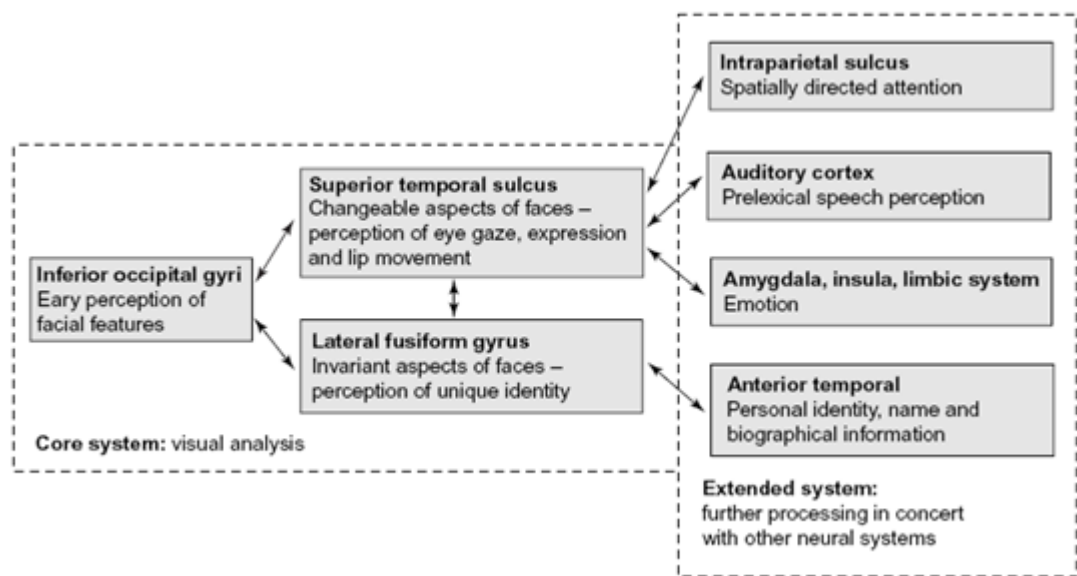 Inferior occipital gyri
Eary perception of
facial features
Superior temporal sulcus
Changeable aspects of faces –
perception of eye gaze, expression
and lip movement
Lateral fusiform gyrus
Invariant aspects of faces –
perception of unique identity
Core system: visual analysis
Intraparietal sulcus
Spatially directed attention
Auditory cortex
Prelexical speech perception
Amygdala, insula, limbic system
Emotion
Anterior temporal
Personal identity, name and
biographical information
Extended system:
further processing in concert
with other neural systems